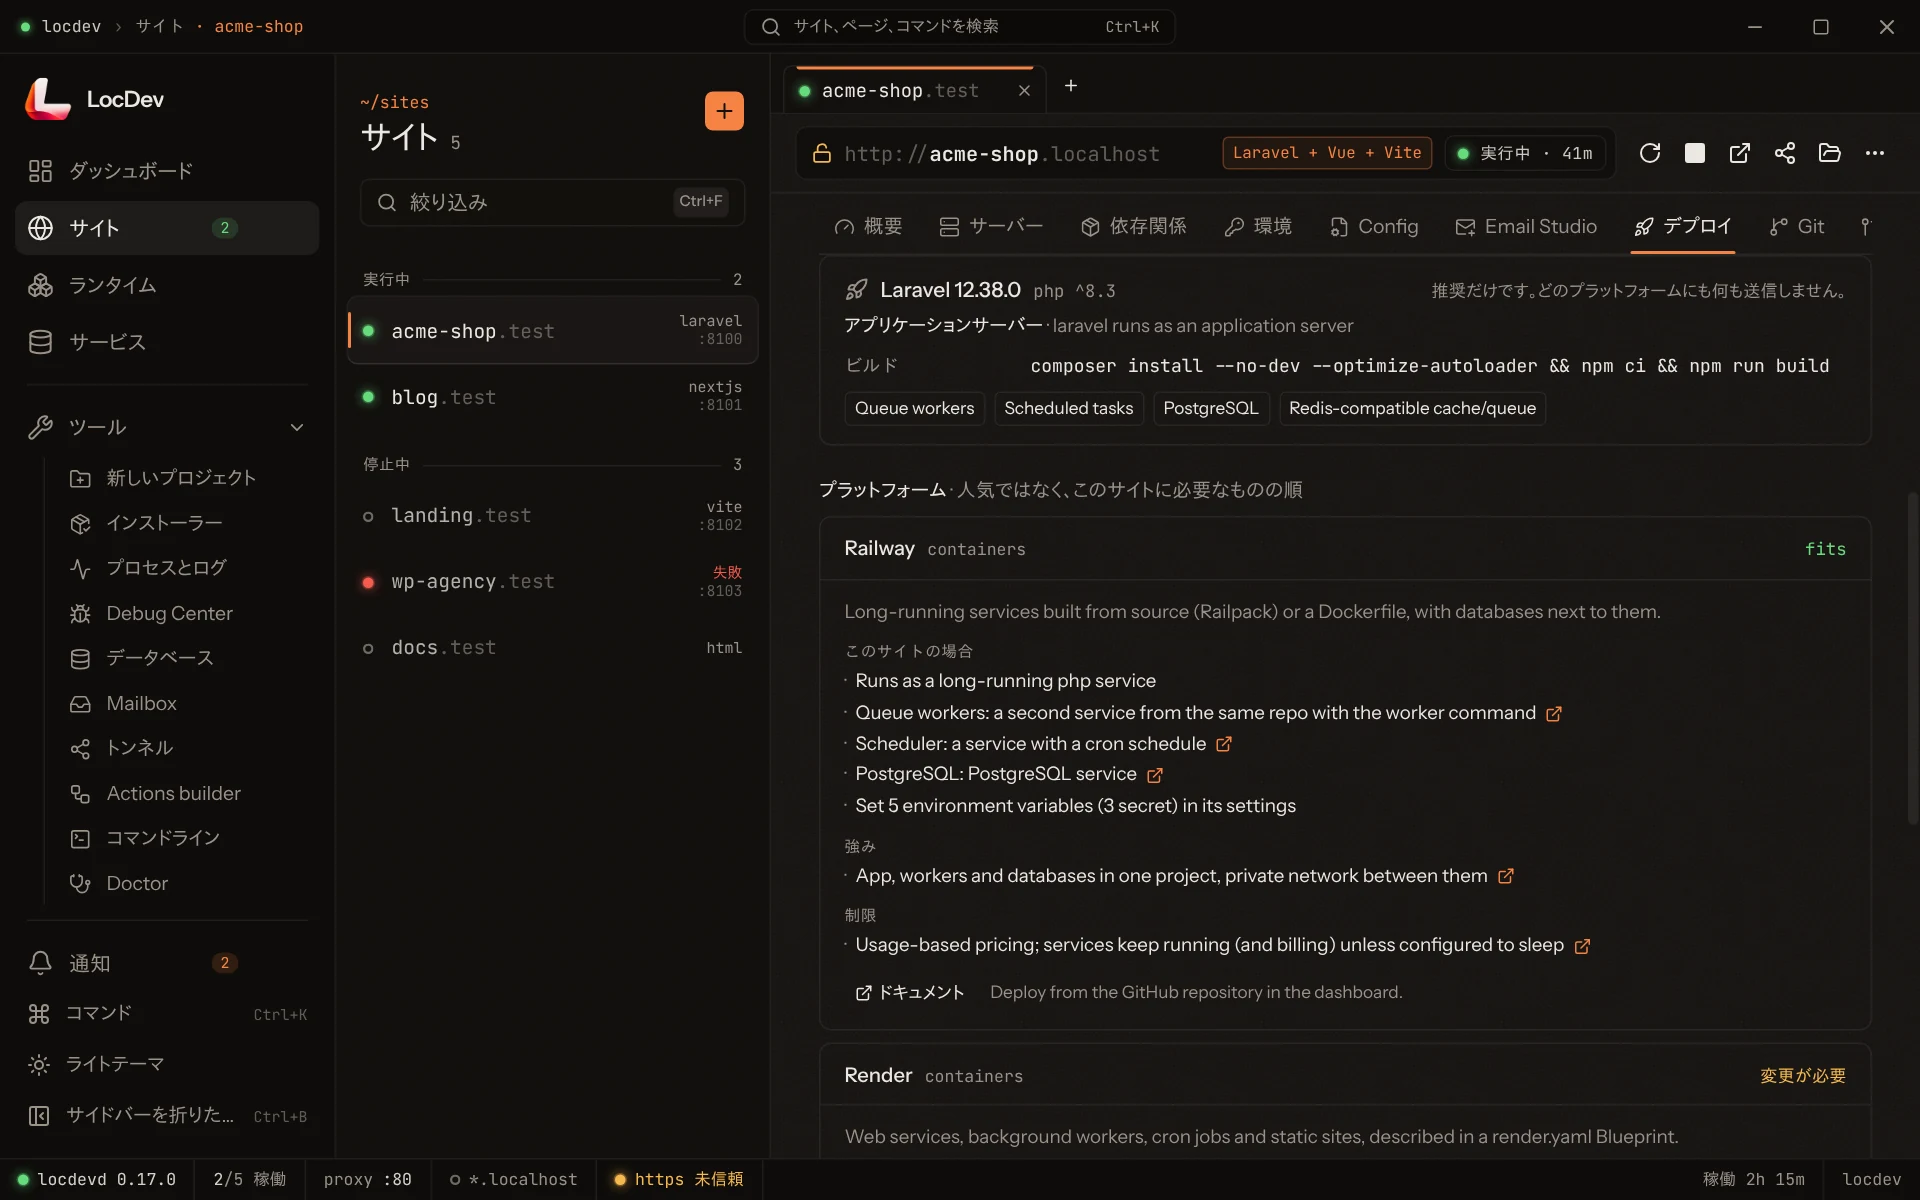 locdev › サイト · acme-shop
サイト、ページ、コマンドを検索 Ctrl+K
LocDev
ダッシュボード
サイト 2
ランタイム
サービス
ツール
新しいプロジェクト
インストーラー
プロセスとログ
Debug Center
データベース
Mailbox
トンネル
Actions builder
コマンドライン
Doctor
通知 2
コマンド Ctrl+K
ライトテーマ
サイドバーを折りた… Ctrl+B
~/sites
サイト 5
絞り込み Ctrl+F
実行中 2
acme-shop.test laravel
:8100
blog.test nextjs
:8101
停止中 3
landing.test vite
:8102
wp-agency.test 失敗
:8103
docs.test html
acme-shop.test
http://acme-shop.localhost Laravel + Vue + Vite 実行中 · 41m
概要 サーバー 依存関係 環境 Config Email Studio デプロイ Git
Laravel 12.38.0 php ^8.3 推奨だけです。どのプラットフォームにも何も送信しません。
アプリケーションサーバー · laravel runs as an application server
ビルド composer install --no-dev --optimize-autoloader && npm ci && npm run build
Queue workers Scheduled tasks PostgreSQL Redis-compatible cache/queue
プラットフォーム · 人気ではなく、このサイトに必要なものの順
Railway containers fits
Long-running services built from source (Railpack) or a Dockerfile, with databases next to them.
このサイトの場合
· Runs as a long-running php service
· Queue workers: a second service from the same repo with the worker command
· Scheduler: a service with a cron schedule
· PostgreSQL: PostgreSQL service
· Set 5 environment variables (3 secret) in its settings
強み
· App, workers and databases in one project, private network between them
制限
· Usage-based pricing; services keep running (and billing) unless configured to sleep
ドキュメント Deploy from the GitHub repository in the dashboard.
Render containers 変更が必要
Web services, background workers, cron jobs and static sites, described in a render.yaml Blueprint.
locdevd 0.17.0 2/5 稼働 proxy :80 *.localhost https 未信頼 稼働 2h 15m locdev